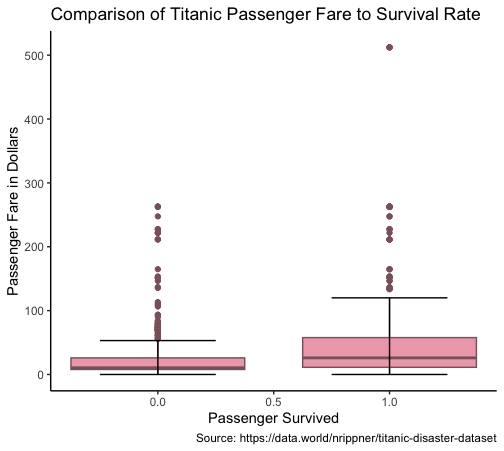 Comparison of Titanic Passenger Fare to Survival Rate
Passenger Fare in Dollars
500
400
300
200
100
0
0.0 0.5 1.0
Passenger Survived
Source: https://data.world/nrippner/titanic-disaster-dataset